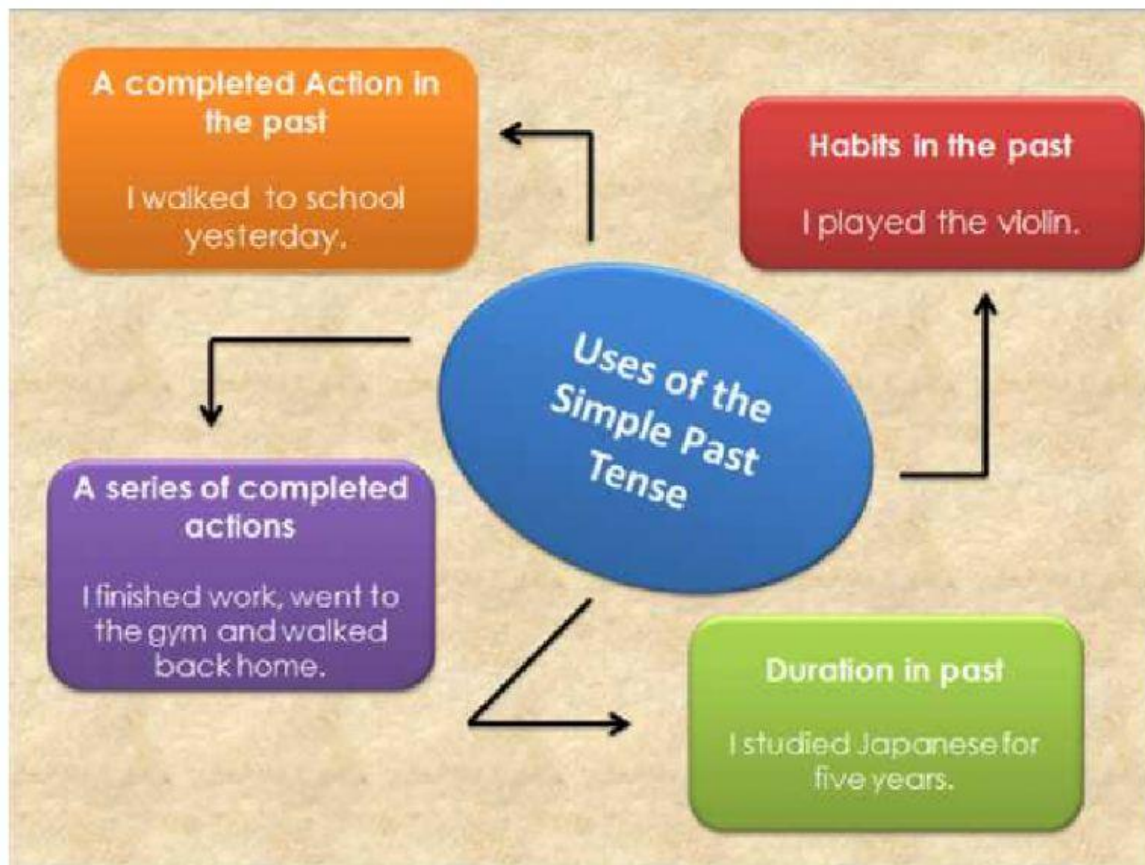 A completed Action in
the past
I walked to school
yesterday.
Habits in the past
I played the violin.
Uses of the
Simple Past
Tense
A series of completed
actions
I finished work, went to
the gym and walked
back home.
Duration in past
I studied Japanese for
five years.